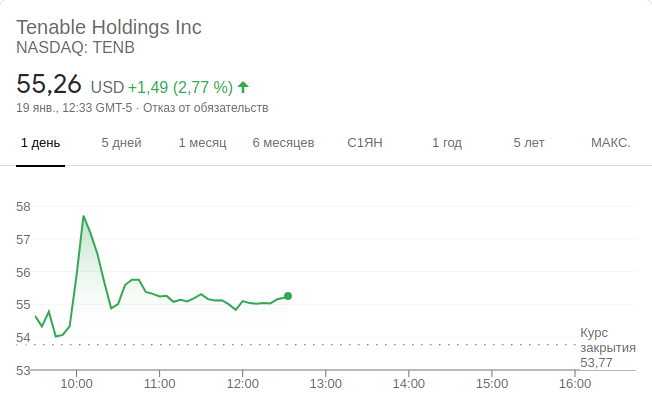 Tenable Holdings Inc
NASDAQ: TENB
55,26 USD +1,49 (2,77 %)
19 янв., 12:33 GMT-5 · Отказ от обязательств
1 день 5 дней 1 месяц 6 месяцев С1ЯН 1 год 5 лет МАКС.
58
57
56
55
54
53
Курс
закрытия
53,77
10:00 11:00 12:00 13:00 14:00 15:00 16:00